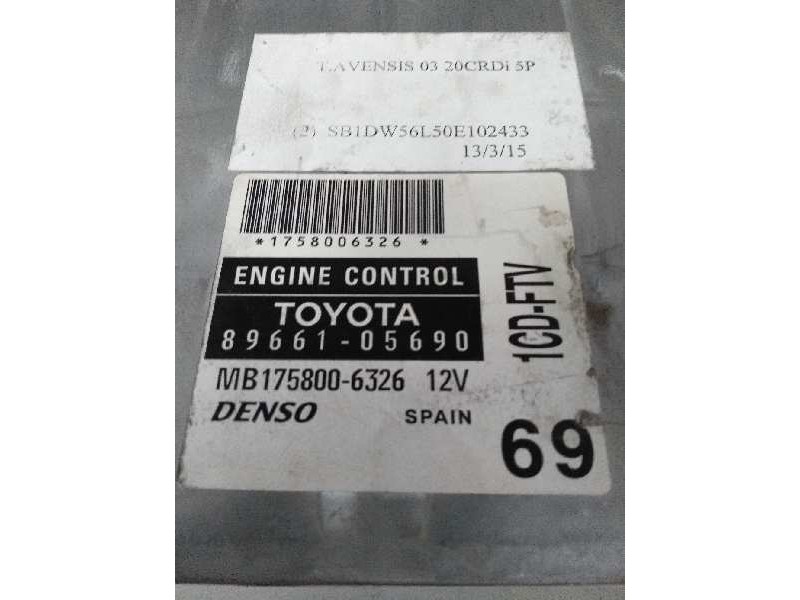 T.AVENSIS 03 20CRDi 5P
(2) SB1DW56L50E102433
13/3/15
*1758006326*
ENGINE CONTROL
TOYOTA
89661-05690
MB175800-6326 12V
DENSO SPAIN
1CD-FTV
69